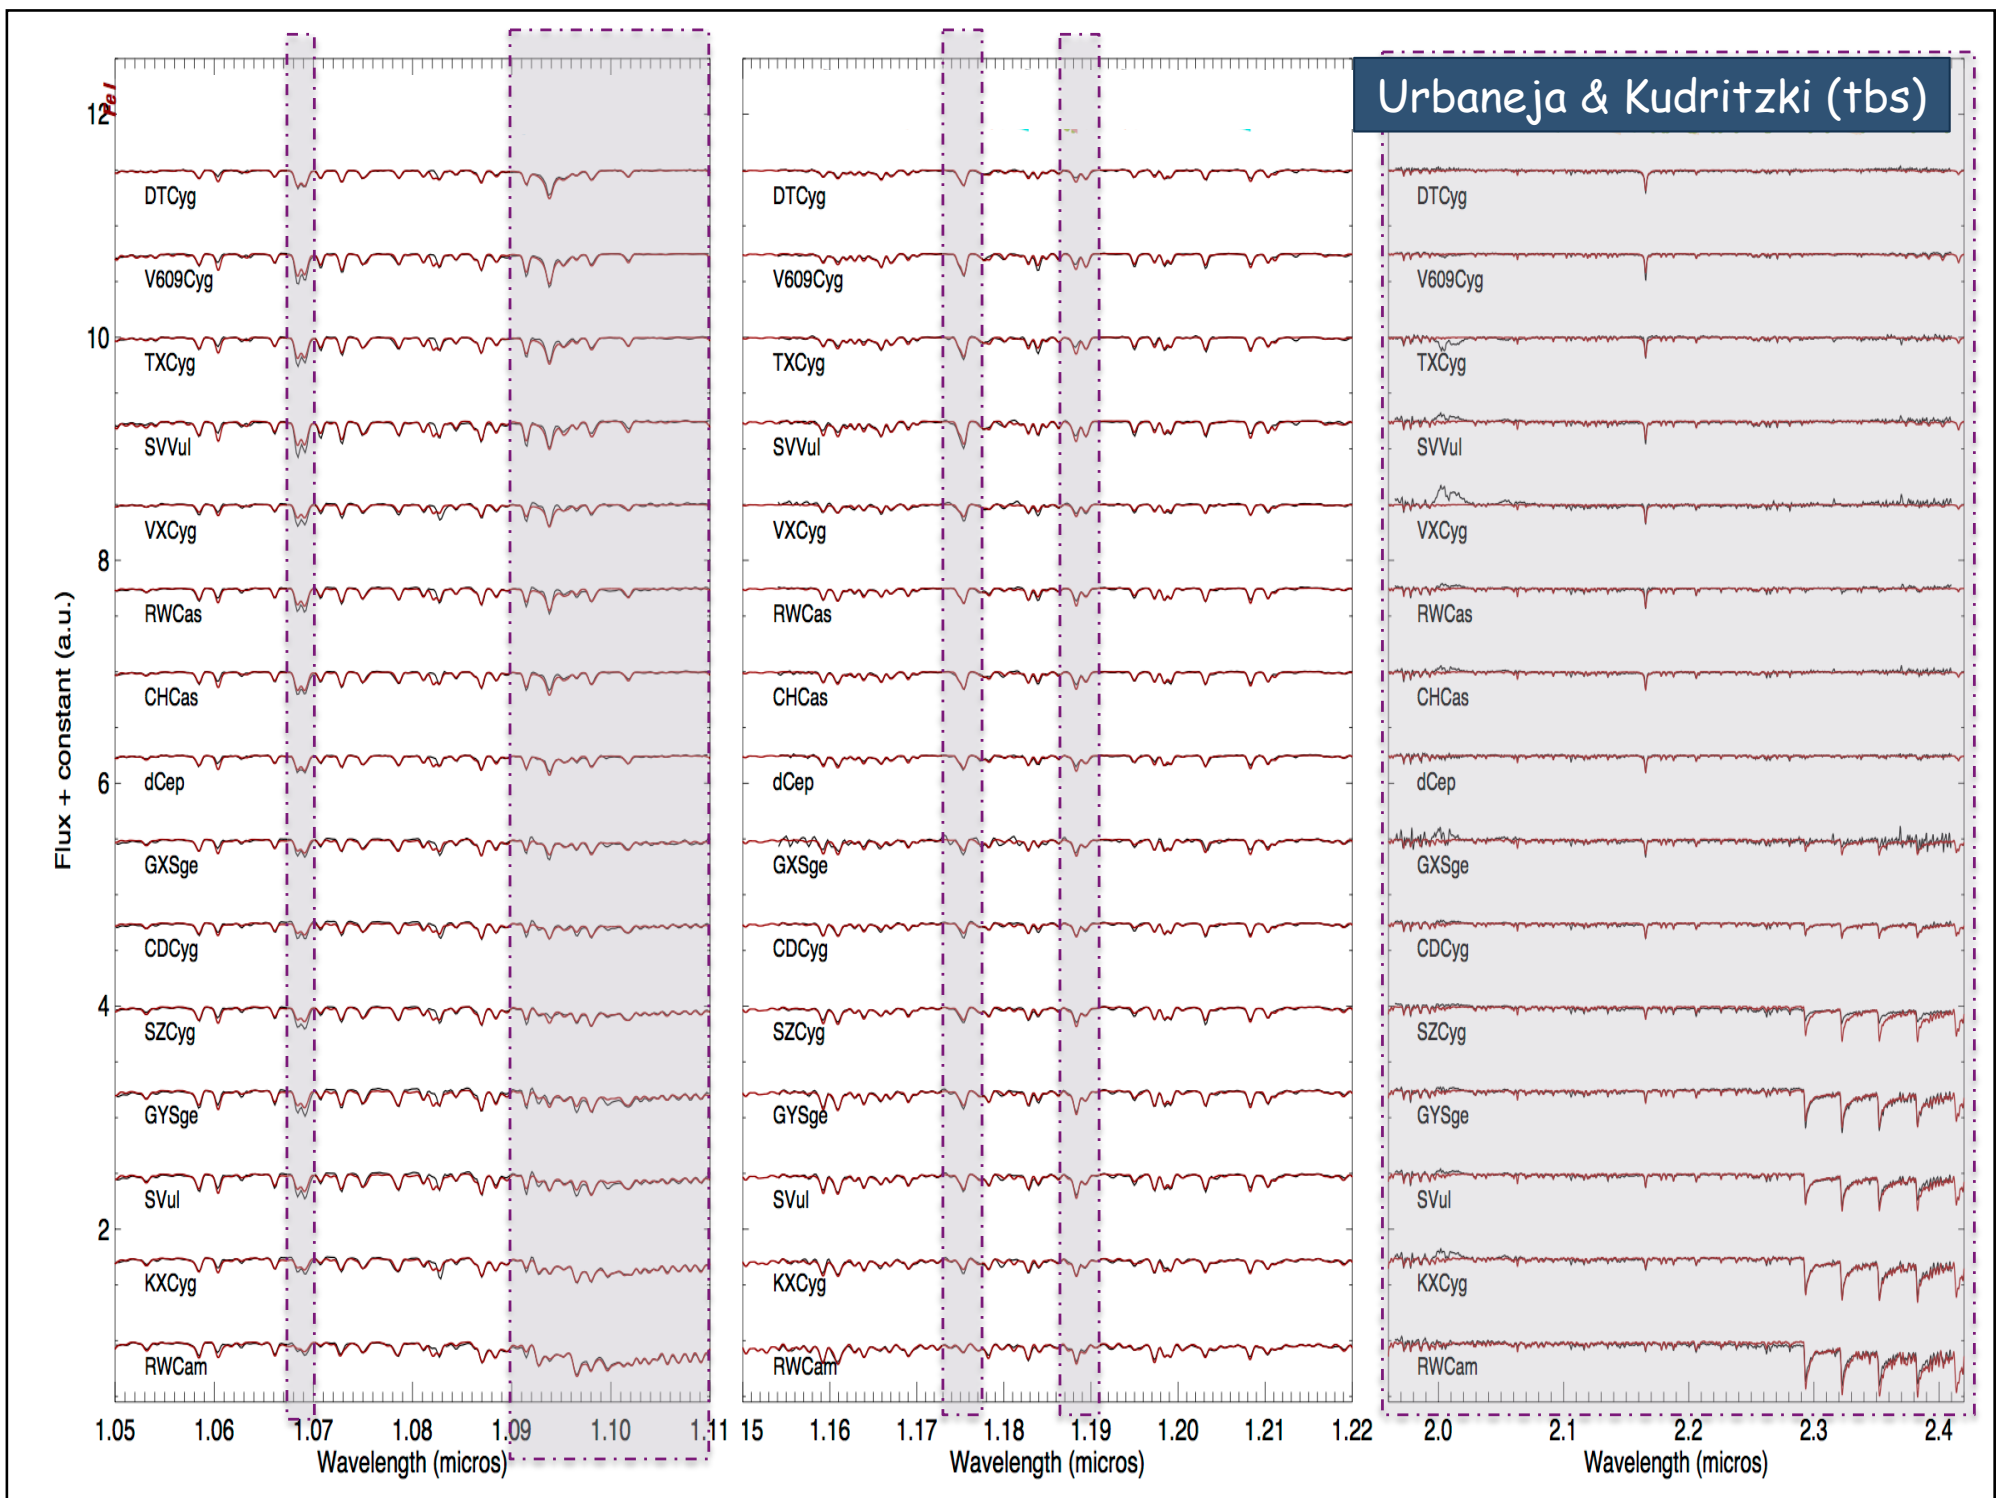 Urbaneja & Kudritzki (tbs)
Fe I
12
10
8
6
4
2
Flux + constant (a.u.)
DTCyg
V609Cyg
TXCyg
SVVul
VXCyg
RWCas
CHCas
dCep
GXSge
CDCyg
SZCyg
GYSge
SVul
KXCyg
RWCam
1.05 1.06 1.07 1.08 1.09 1.10 1.11
Wavelength (micros)
DTCyg
V609Cyg
TXCyg
SVVul
VXCyg
RWCas
CHCas
dCep
GXSge
CDCyg
SZCyg
GYSge
SVul
KXCyg
RWCam
15 1.16 1.17 1.18 1.19 1.20 1.21 1.22
Wavelength (micros)
DTCyg
V609Cyg
TXCyg
SVVul
VXCyg
RWCas
CHCas
dCep
GXSge
CDCyg
SZCyg
GYSge
SVul
KXCyg
RWCam
2.0 2.1 2.2 2.3 2.4
Wavelength (micros)